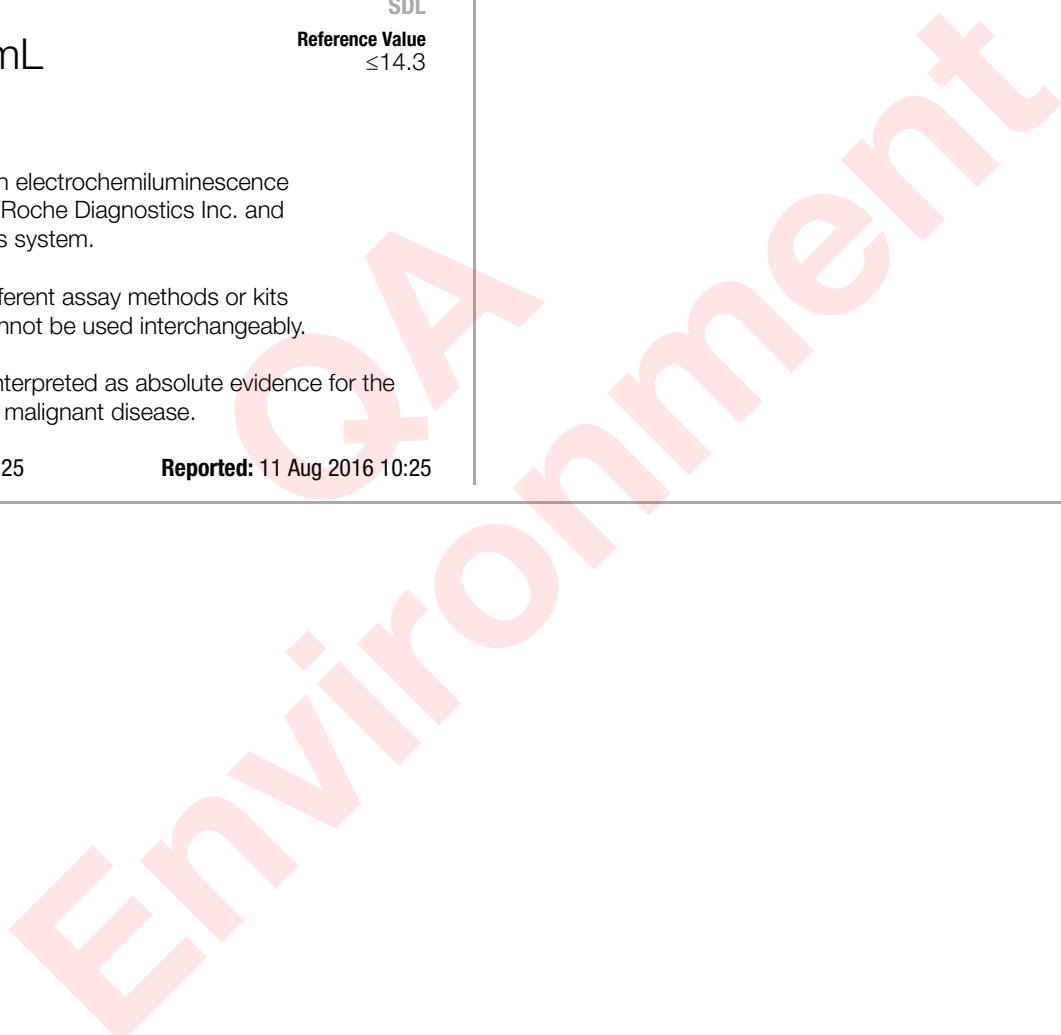 SDL
Reference Value
mL
≤14.3
electrochemiluminescence
Roche Diagnostics Inc. and
system.
ferent assay methods or kits
nnot be used interchangeably.
nterpreted as absolute evidence for the
malignant disease.
25
Reported: 11 Aug 2016 10:25
QA
Environment